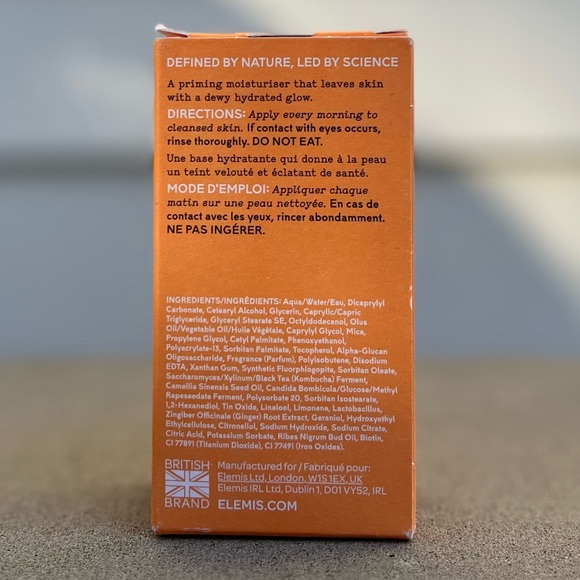 DEFINED BY NATURE, LED BY SCIENCE
A priming moisturiser that leaves skin
with a dewy hydrated glow.
DIRECTIONS: Apply every morning to
cleansed skin. If contact with eyes occurs,
rinse thoroughly. DO NOT EAT.
Une base hydratante qui donne à la peau
un teint velouté et éclatant de santé.
MODE D'EMPLOI: Appliquer chaque
matin sur une peau nettoyée. En cas de
contact avec les yeux, rincer abondamment.
NE PAS INGÉRER.
INGREDIENTS/INGRÉDIENTS: Aqua/Water/Eau, Dicaprylyl
Carbonate, Cetearyl Alcohol, Glycerin, Caprylic/Capric
Triglyceride, Glyceryl Stearate SE, Octyldodecanol, Olus
Oil/Vegetable Oil/Huile Végétale, Caprylyl Glycol, Mica,
Propylene Glycol, Cetyl Palmitate, Phenoxyethanol,
Polyacrylate-13, Sorbitan Palmitate, Tocopherol, Alpha-Glucan
Oligosaccharide, Fragrance (Parfum), Polyisobutene, Disodium
EDTA, Xanthan Gum, Synthetic Fluorphlogopite, Sorbitan Oleate,
Saccharomyces/Xylinum/Black Tea (Kombucha) Ferment,
Camellia Sinensis Seed Oil, Candida Bombicola/Glucose/Methyl
Rapeseedate Ferment, Polysorbate 20, Sorbitan Isostearate,
1,2-Hexanediol, Tin Oxide, Linalool, Limonene, Lactobacillus,
Zingiber Officinale (Ginger) Root Extract, Geraniol, Hydroxyethyl
Ethylcellulose, Citronellol, Sodium Hydroxide, Sodium Citrate,
Citric Acid, Potassium Sorbate, Ribes Nigrum Bud Oil, Biotin,
CI 77891 (Titanium Dioxide), CI 77491 (Iron Oxides).
BRITISH
BRAND
Manufactured for / Fabriqué pour:
Elemis Ltd, London, W1S 1EX, UK
Elemis IRL Ltd, Dublin 1, D01 VY52, IRL
ELEMIS.COM